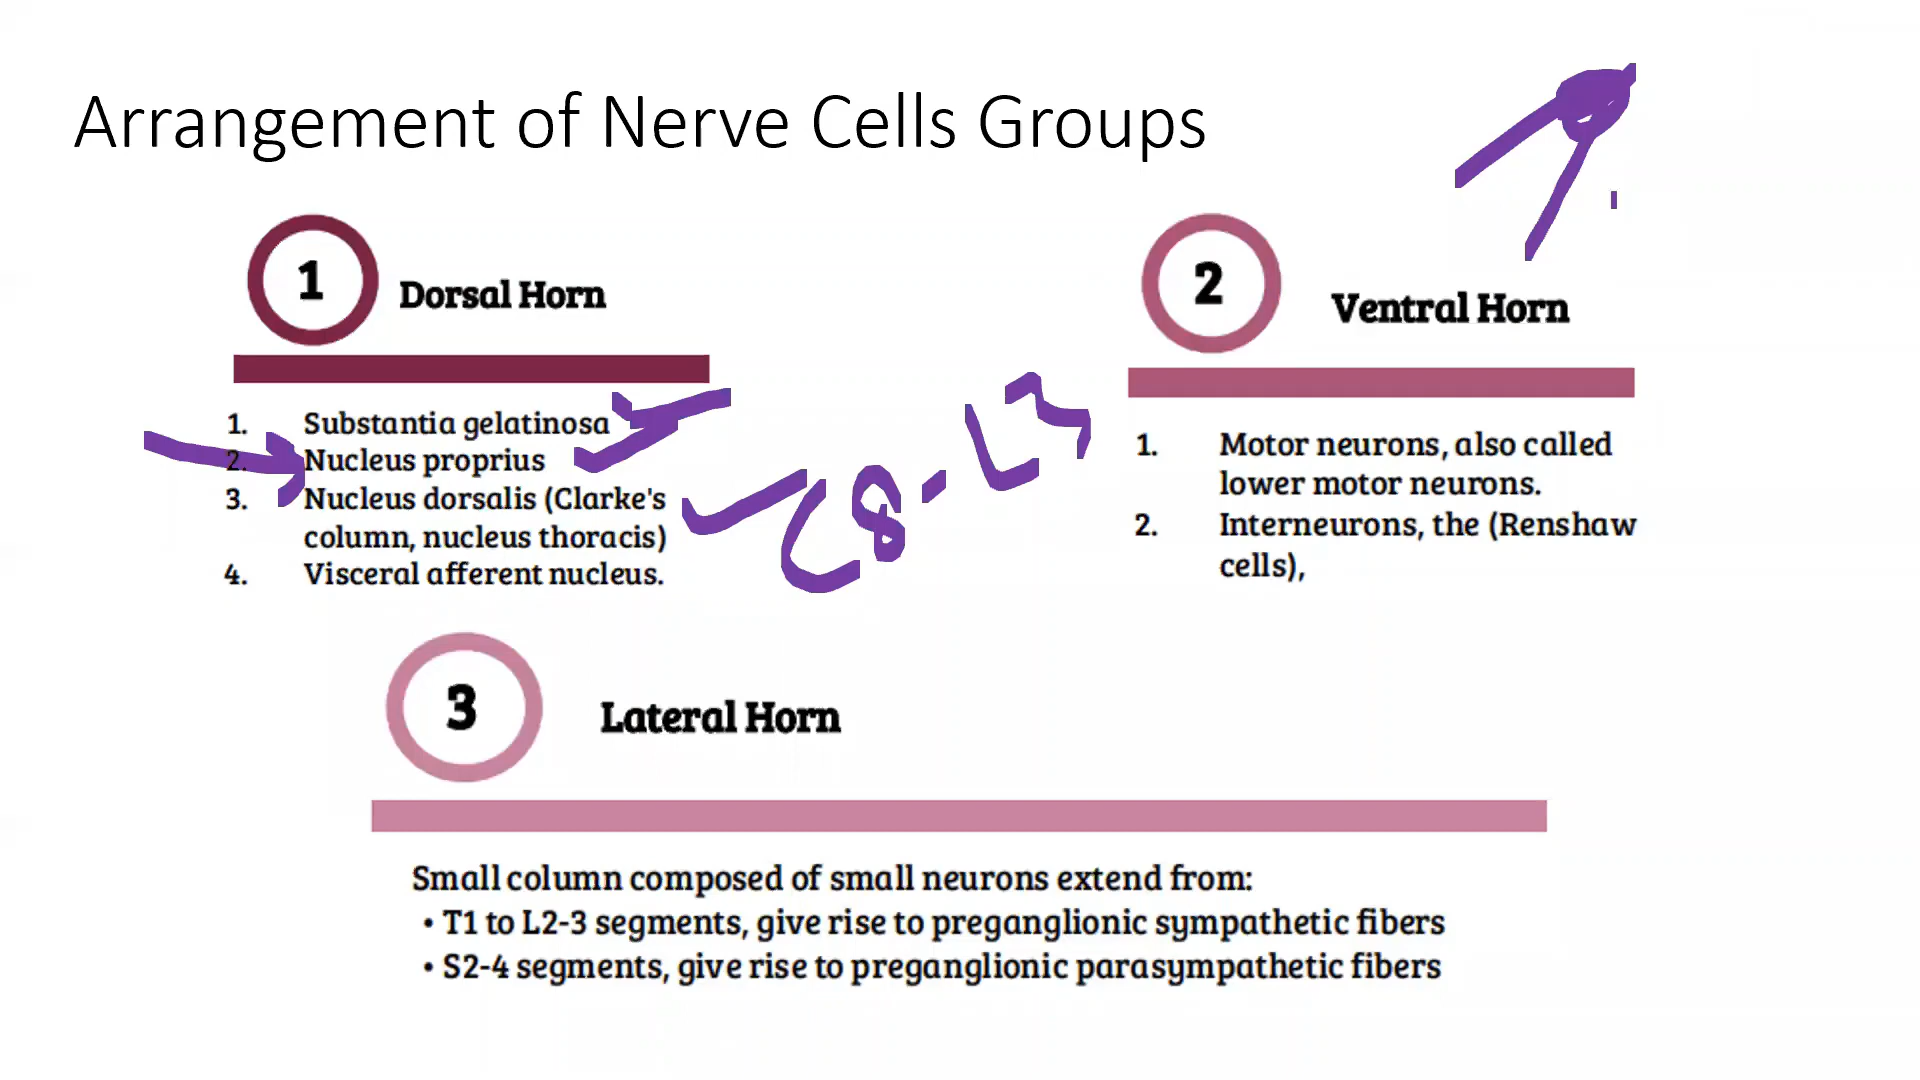 Arrangement of Nerve Cells Groups
1 Dorsal Horn
1. Substantia gelatinosa
2. Nucleus proprius
3. Nucleus dorsalis (Clarke's
column, nucleus thoracis)
4. Visceral afferent nucleus.
C8-L3
2 Ventral Horn
1. Motor neurons, also called
lower motor neurons.
2. Interneurons, the (Renshaw
cells),
3 Lateral Horn
Small column composed of small neurons extend from:
• T1 to L2-3 segments, give rise to preganglionic sympathetic fibers
• S2-4 segments, give rise to preganglionic parasympathetic fibers